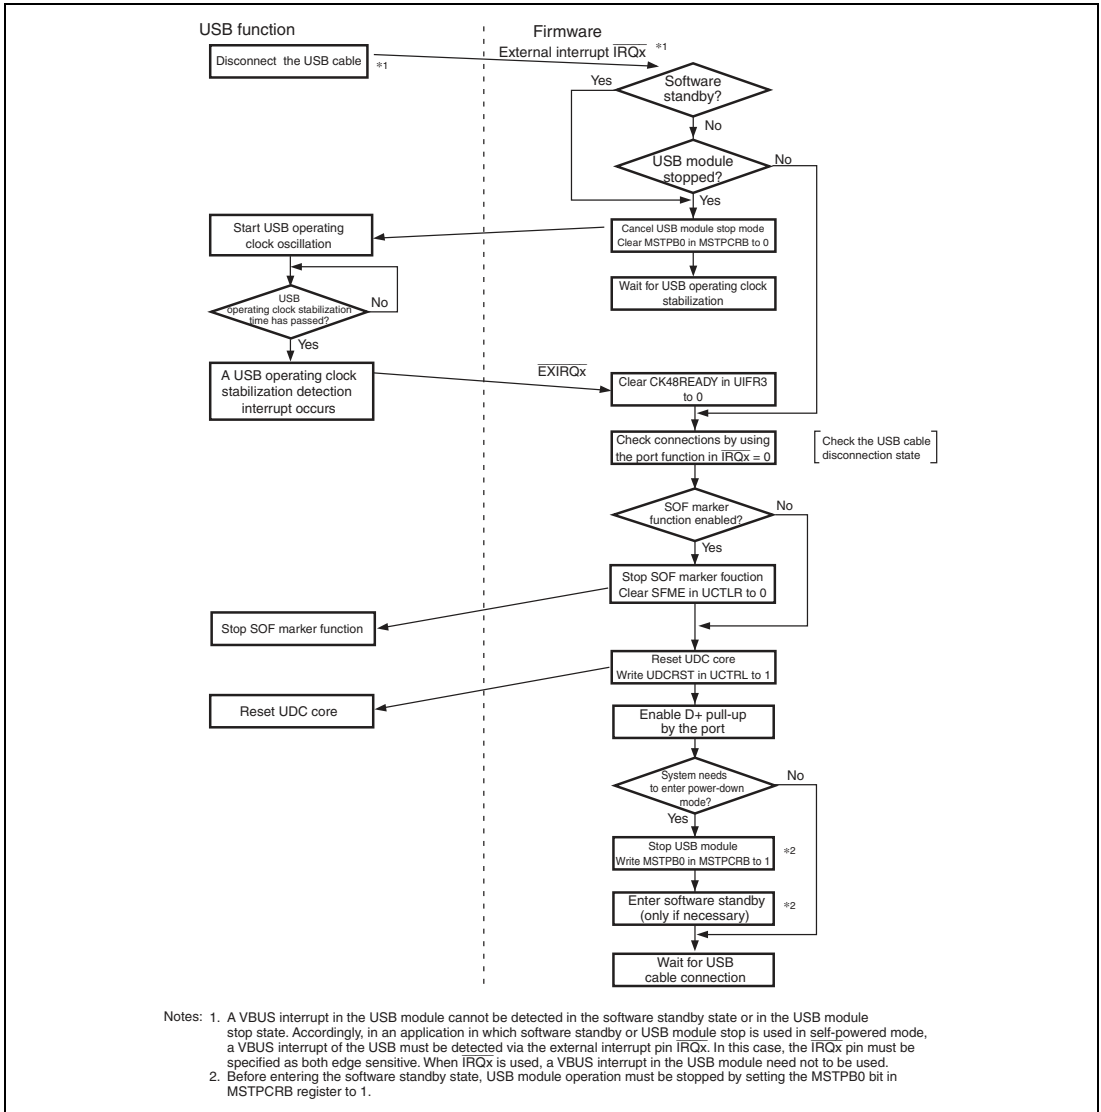 USB function
Firmware
Disconnect the USB cable
*1
External interrupt IRQx *1
Software
standby?
Yes
No
USB module
stopped?
No
Yes
Cancel USB module stop mode
Clear MSTPB0 in MSTPCRB to 0
Start USB operating
clock oscillation
Wait for USB operating clock
stabilization
USB
operating clock stabilization
time has passed?
No
Yes
A USB operating clock
stabilization detection
interrupt occurs
EXIRQx
Clear CK48READY in UIFR3
to 0
Check connections by using
the port function in IRQx = 0
Check the USB cable
disconnection state
SOF marker
function enabled?
No
Yes
Stop SOF marker fouction
Clear SFME in UCTLR to 0
Stop SOF marker function
Reset UDC core
Write UDCRST in UCTRL to 1
Reset UDC core
Enable D+ pull-up
by the port
System needs
to enter power-down
mode?
No
Yes
Stop USB module
Write MSTPB0 in MSTPCRB to 1
*2
Enter software standby
(only if necessary)
*2
Wait for USB
cable connection
Notes: 1. A VBUS interrupt in the USB module cannot be detected in the software standby state or in the USB module
stop state. Accordingly, in an application in which software standby or USB module stop is used in self-powered mode,
a VBUS interrupt of the USB must be detected via the external interrupt pin IRQx. In this case, the IRQx pin must be
specified as both edge sensitive. When IRQx is used, a VBUS interrupt in the USB module need not to be used.
2. Before entering the software standby state, USB module operation must be stopped by setting the MSTPB0 bit in
MSTPCRB register to 1.